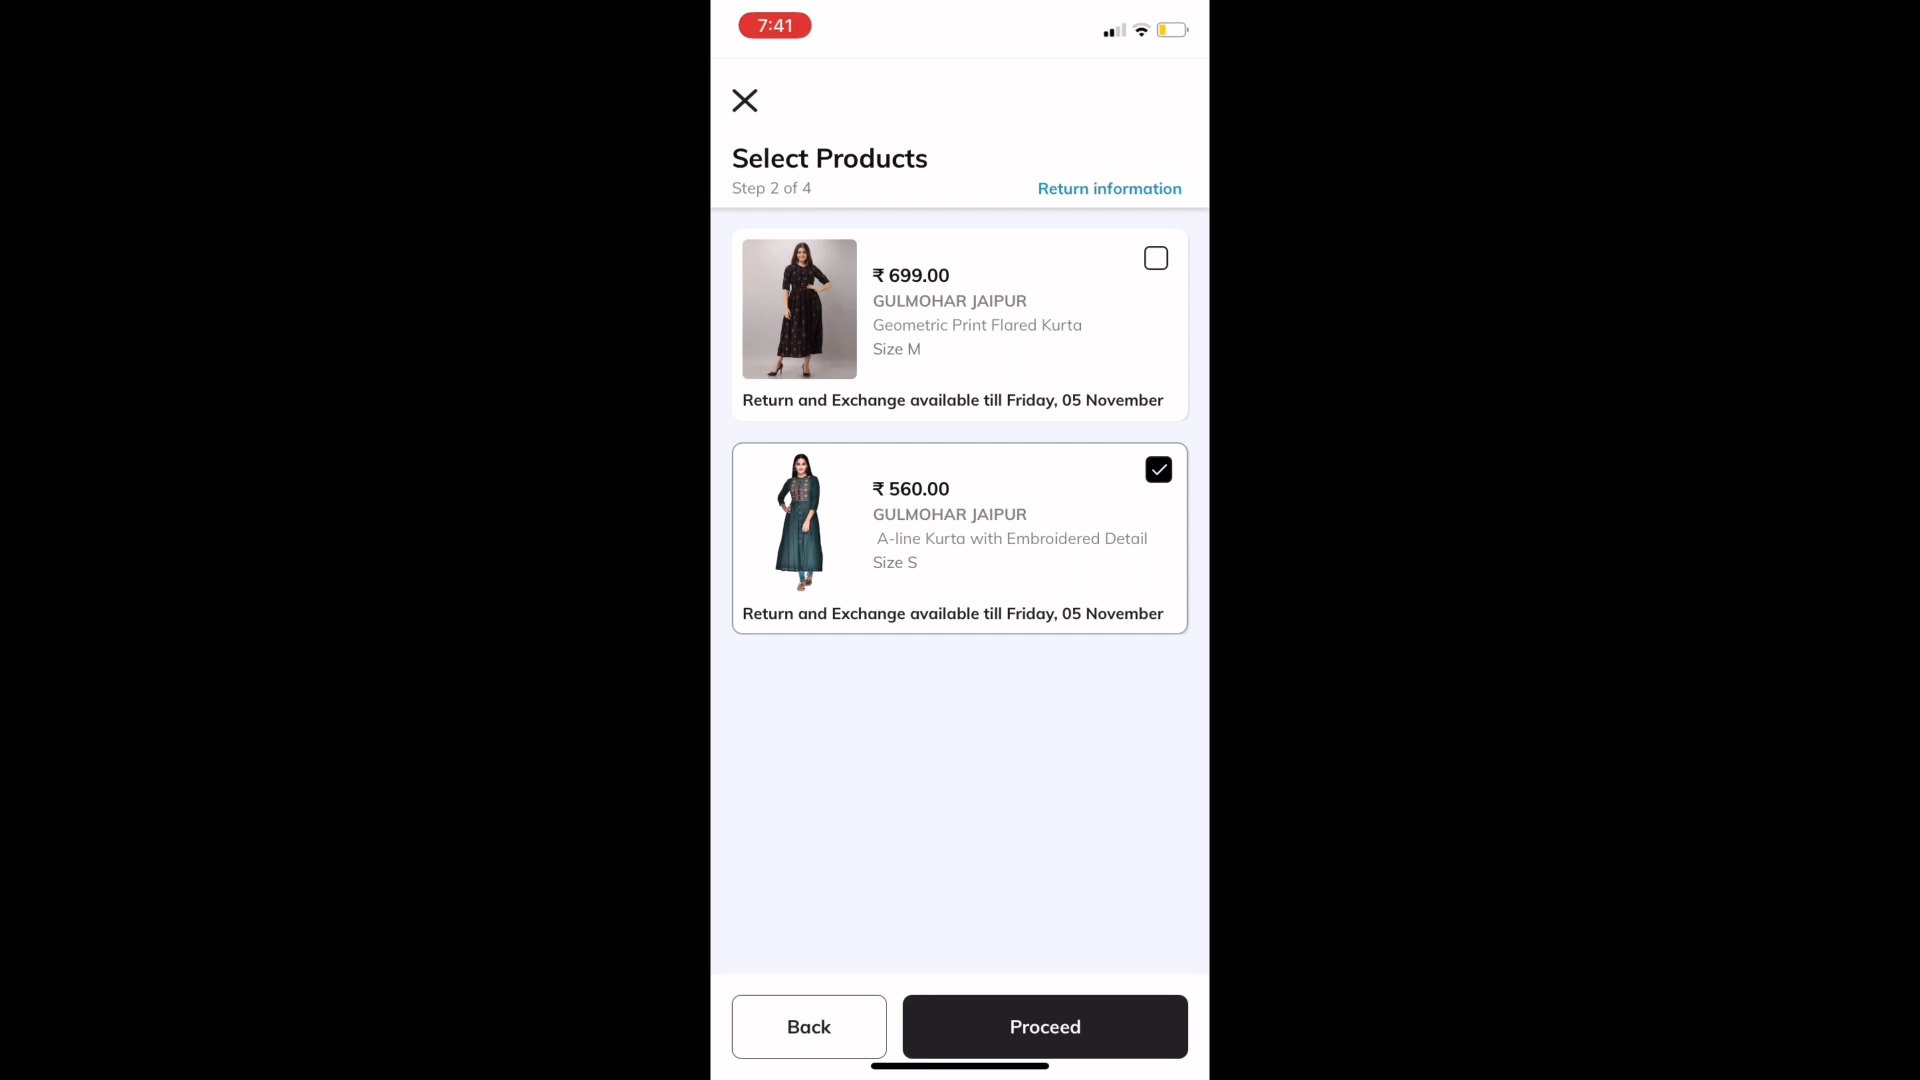 7:41
Select Products
Step 2 of 4
Return information
₹ 699.00
GULMOHAR JAIPUR
Geometric Print Flared Kurta
Size M
Return and Exchange available till Friday, 05 November
₹ 560.00
GULMOHAR JAIPUR
A-line Kurta with Embroidered Detail
Size S
Return and Exchange available till Friday, 05 November
Back
Proceed